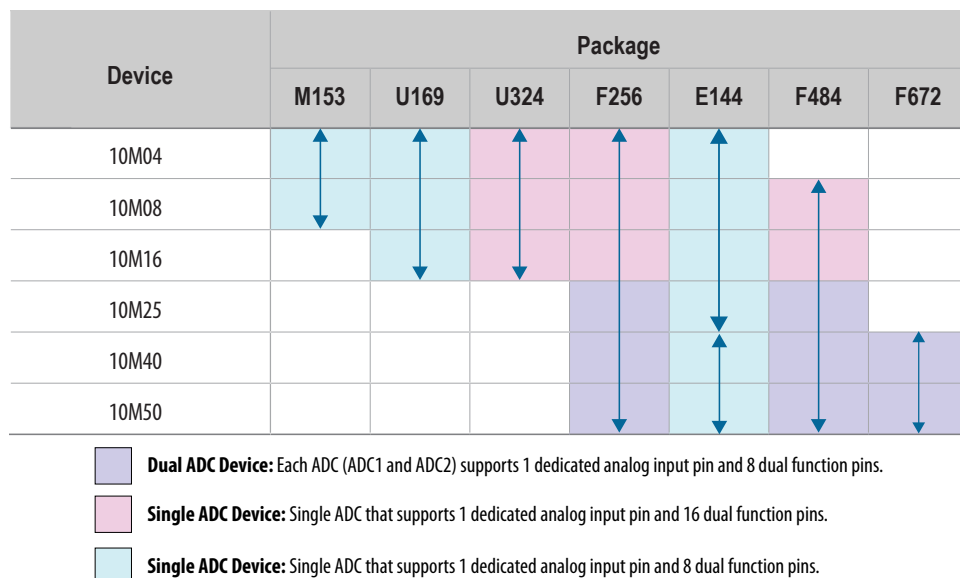 Device
Package
M153 U169 U324 F256 E144 F484 F672
10M04
10M08
10M16
10M25
10M40
10M50
Dual ADC Device: Each ADC (ADC1 and ADC2) supports 1 dedicated analog input pin and 8 dual function pins.
Single ADC Device: Single ADC that supports 1 dedicated analog input pin and 16 dual function pins.
Single ADC Device: Single ADC that supports 1 dedicated analog input pin and 8 dual function pins.